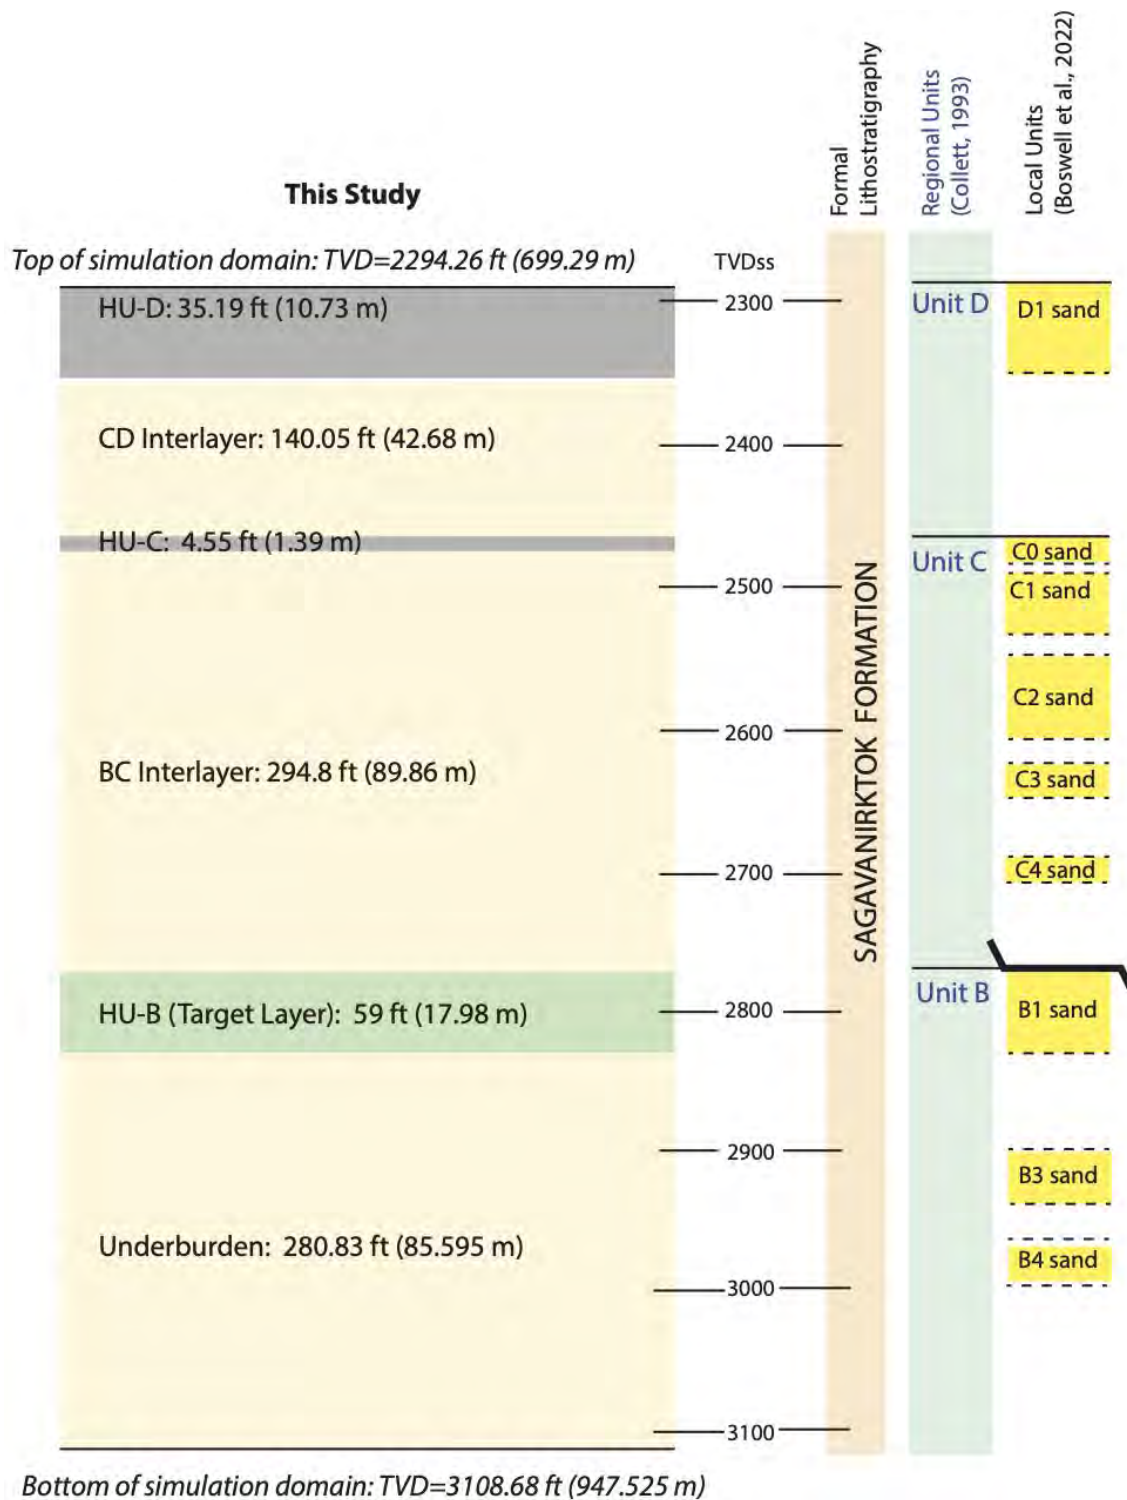 This Study
Formal
Lithostratigraphy
Regional Units
(Collett, 1993)
Local Units
(Boswell et al., 2022)
Top of simulation domain: TVD=2294.26 ft (699.29 m)
TVDss
HU-D: 35.19 ft (10.73 m)
2300
Unit D
D1 sand
CD Interlayer: 140.05 ft (42.68 m)
2400
HU-C: 4.55 ft (1.39 m)
C0 sand
Unit C
2500
C1 sand
SAGAVANIRKTOK FORMATION
C2 sand
2600
BC Interlayer: 294.8 ft (89.86 m)
C3 sand
2700
C4 sand
Unit B
HU-B (Target Layer): 59 ft (17.98 m)
2800
B1 sand
2900
B3 sand
Underburden: 280.83 ft (85.595 m)
B4 sand
3000
3100
Bottom of simulation domain: TVD=3108.68 ft (947.525 m)